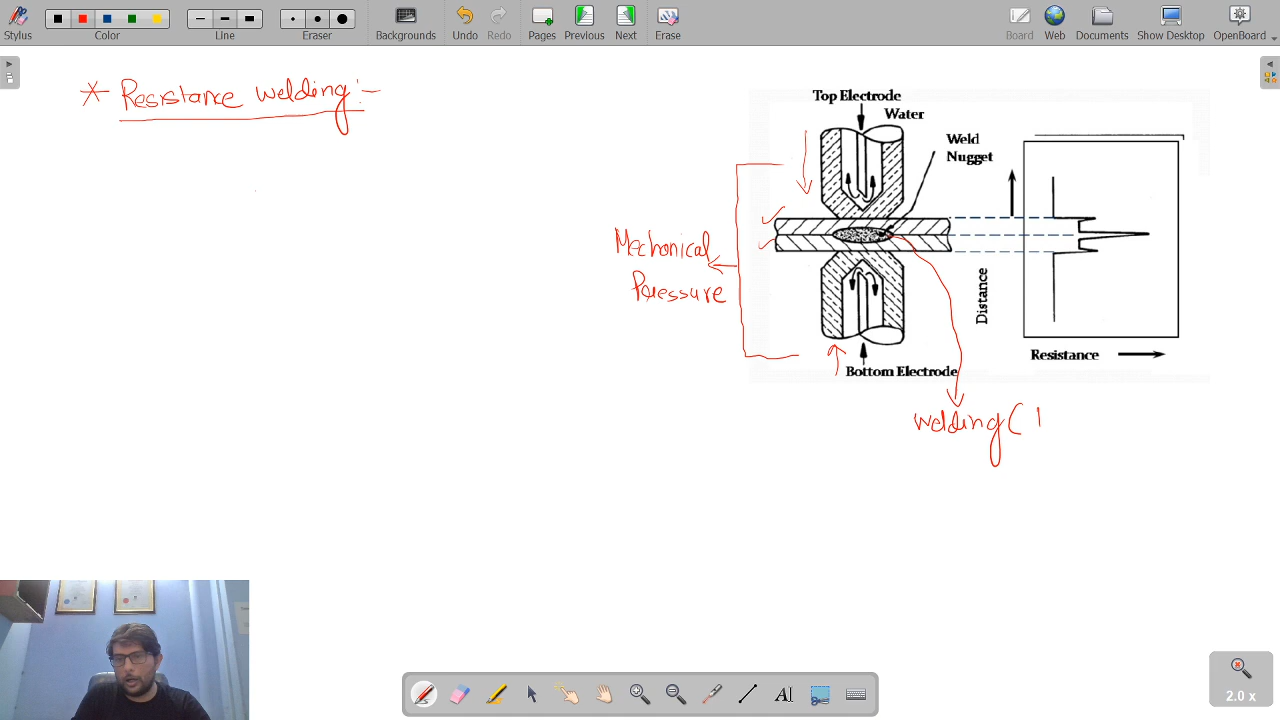 Stylus
Color
Line
Eraser
Backgrounds
Undo
Redo
Pages
Previous
Next
Erase
Board
Web
Documents
Show Desktop
OpenBoard
* Resistance welding :-
Top Electrode
Water
Weld
Nugget
Mechanical
Pressure
Distance
Resistance
Bottom Electrode
welding (
2.0 x